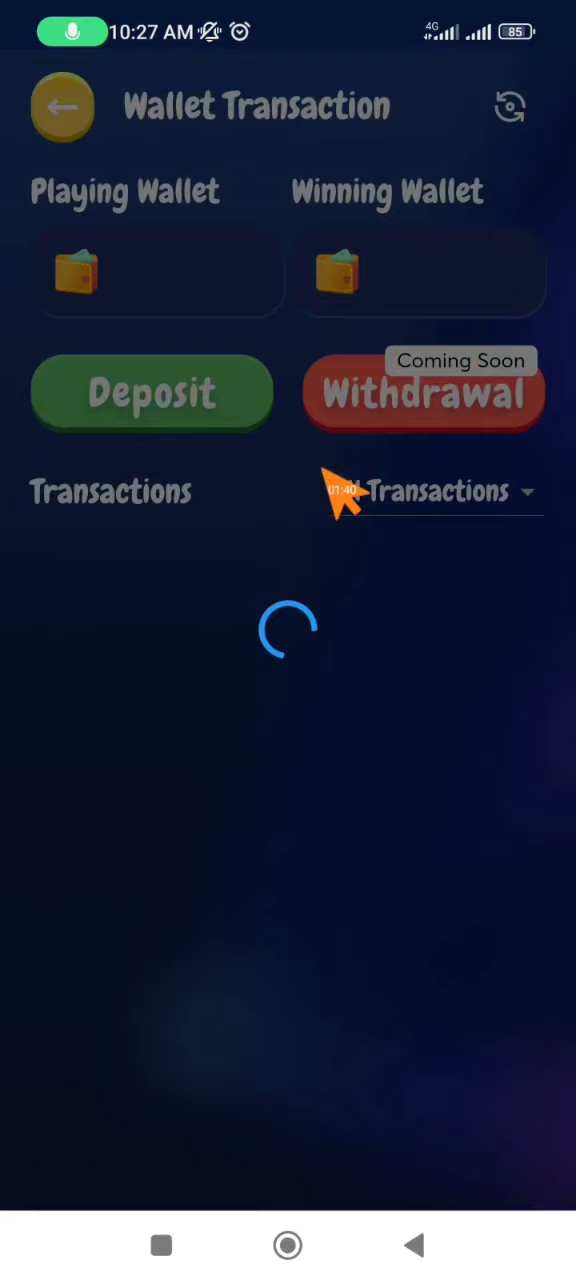 10:27 AM 4G 85
Wallet Transaction
Playing Wallet Winning Wallet
Coming Soon
Deposit Withdrawal
Transactions Transactions
01:40